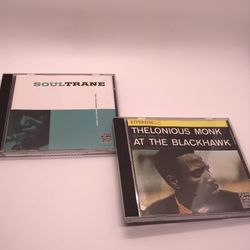 SOULTRANE
RIVERSIDE
THELONIOUS MONK
AT THE BLACKHAWK